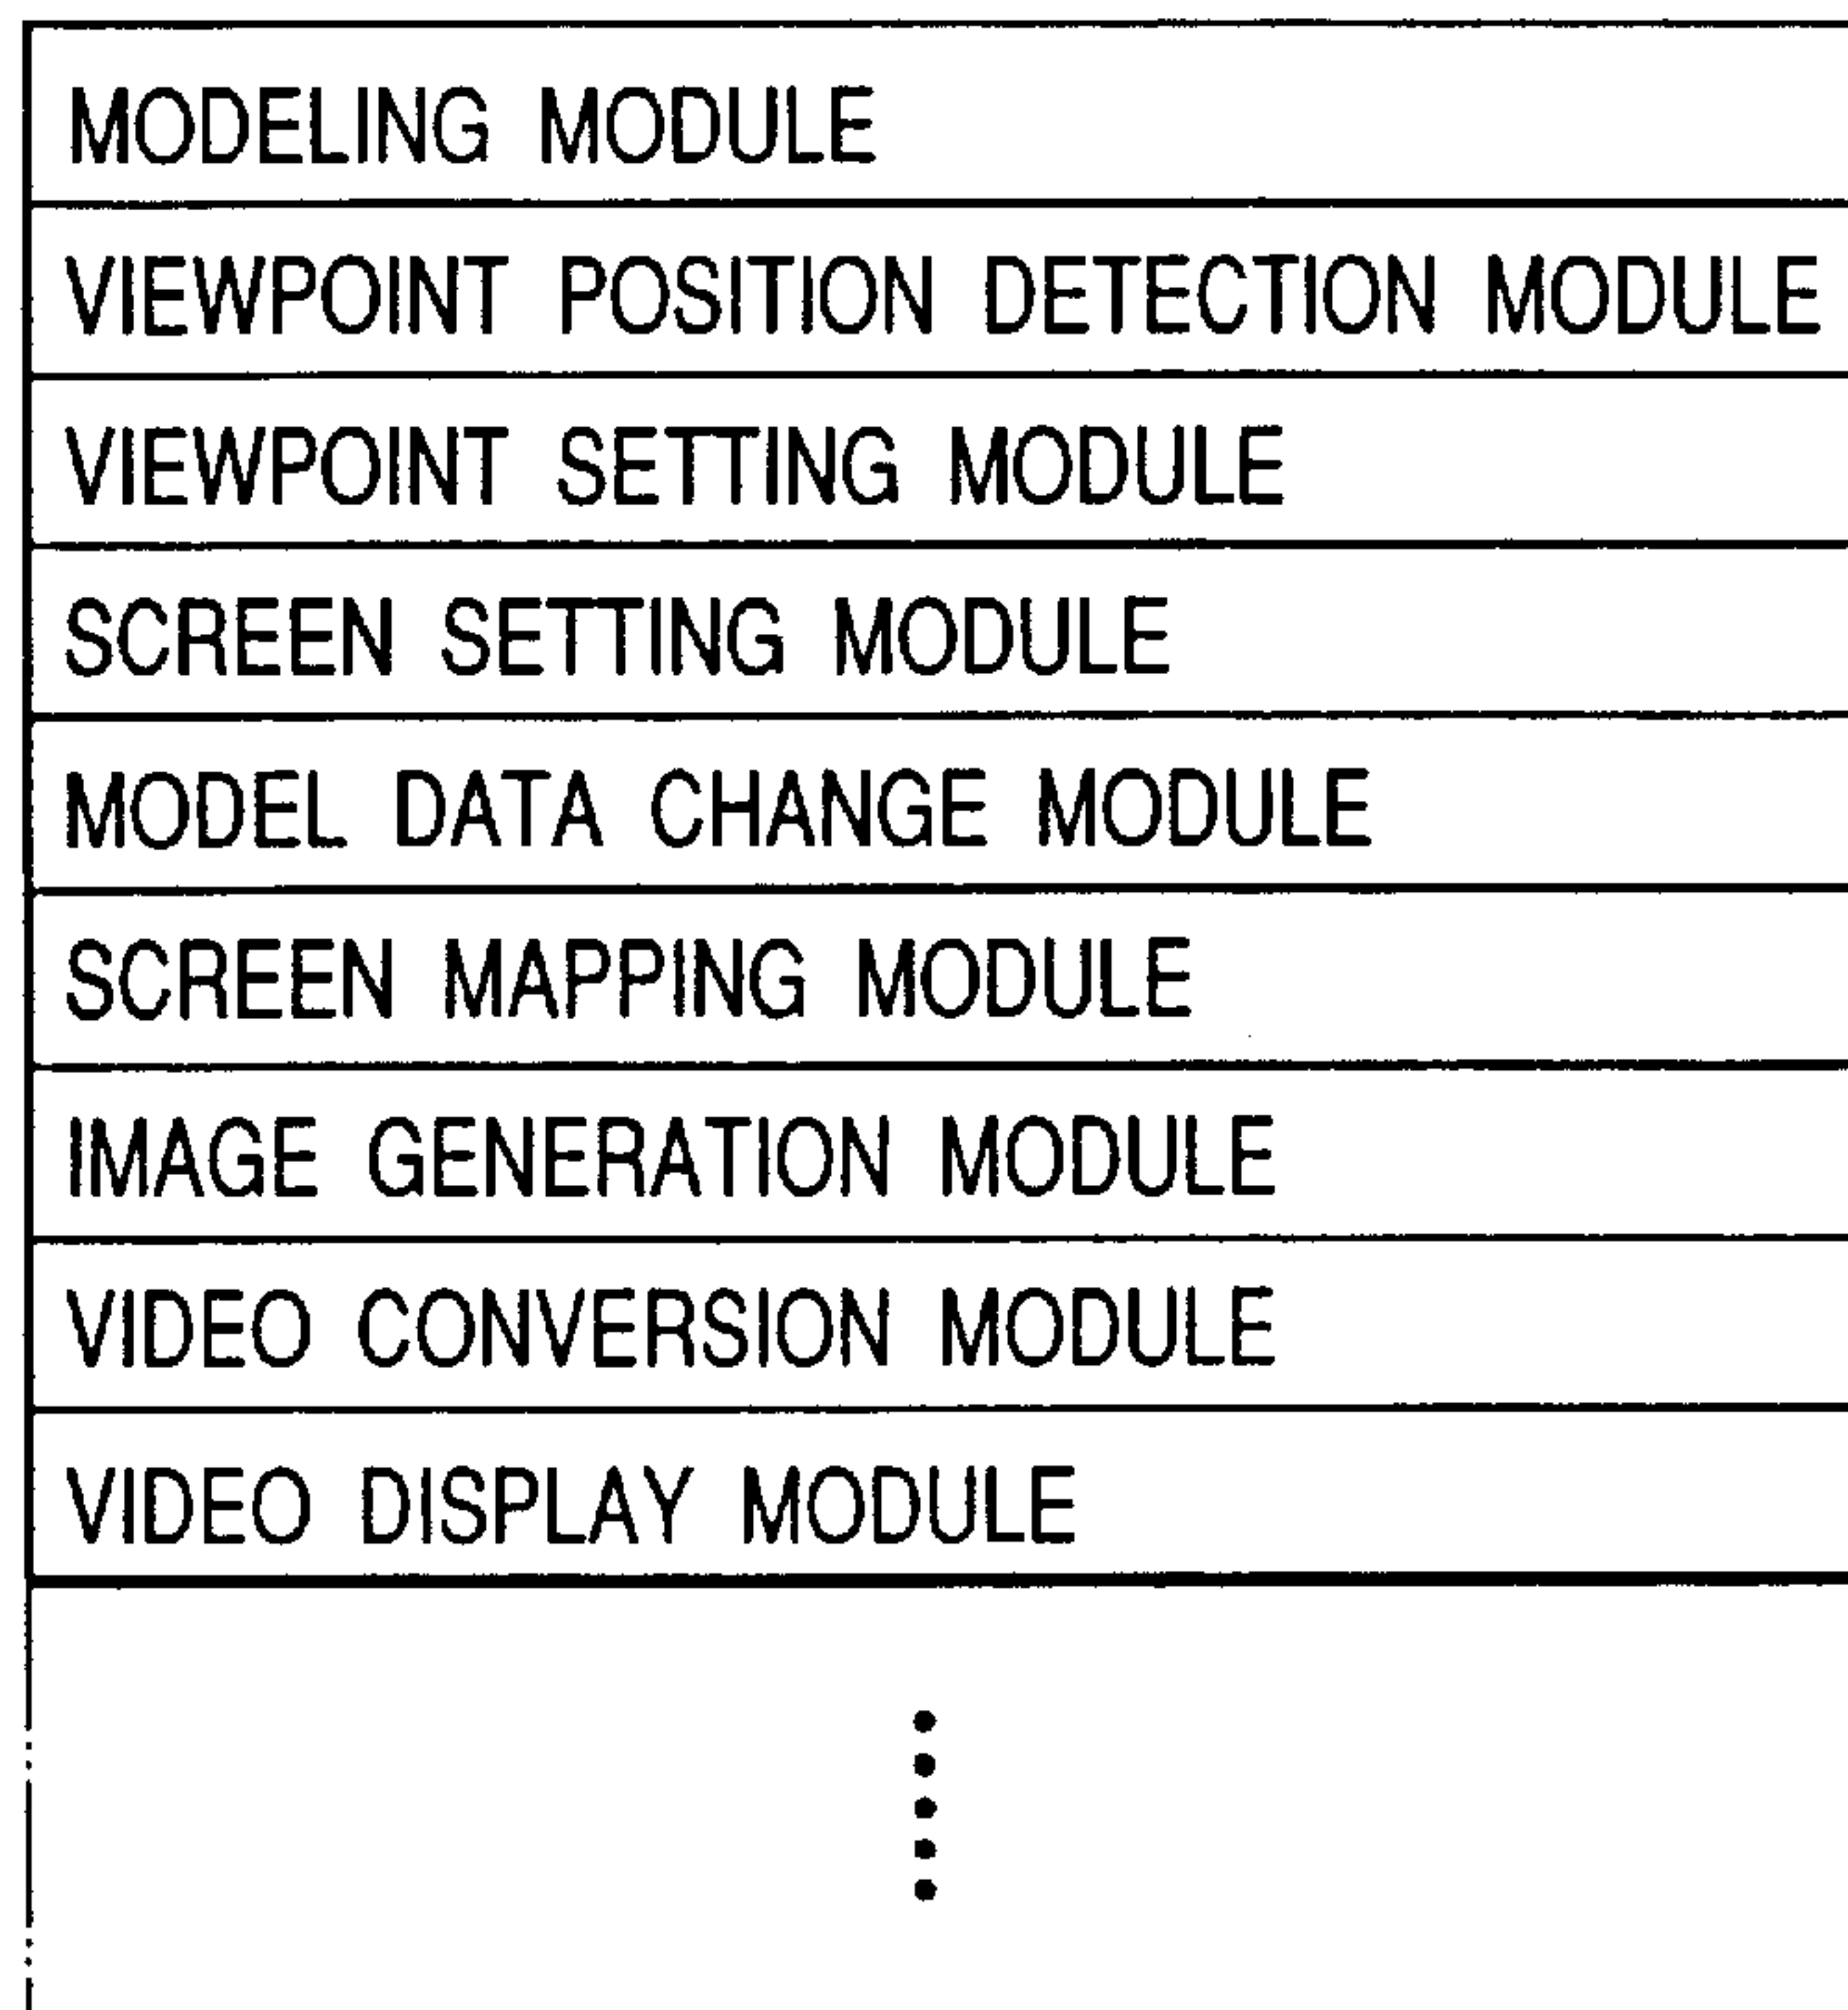 MODELING MODULE
VIEWPOINT POSITION DETECTION MODULE
VIEWPOINT SETTING MODULE
SCREEN SETTING MODULE
MODEL DATA CHANGE MODULE
SCREEN MAPPING MODULE
IMAGE GENERATION MODULE
VIDEO CONVERSION MODULE
VIDEO DISPLAY MODULE